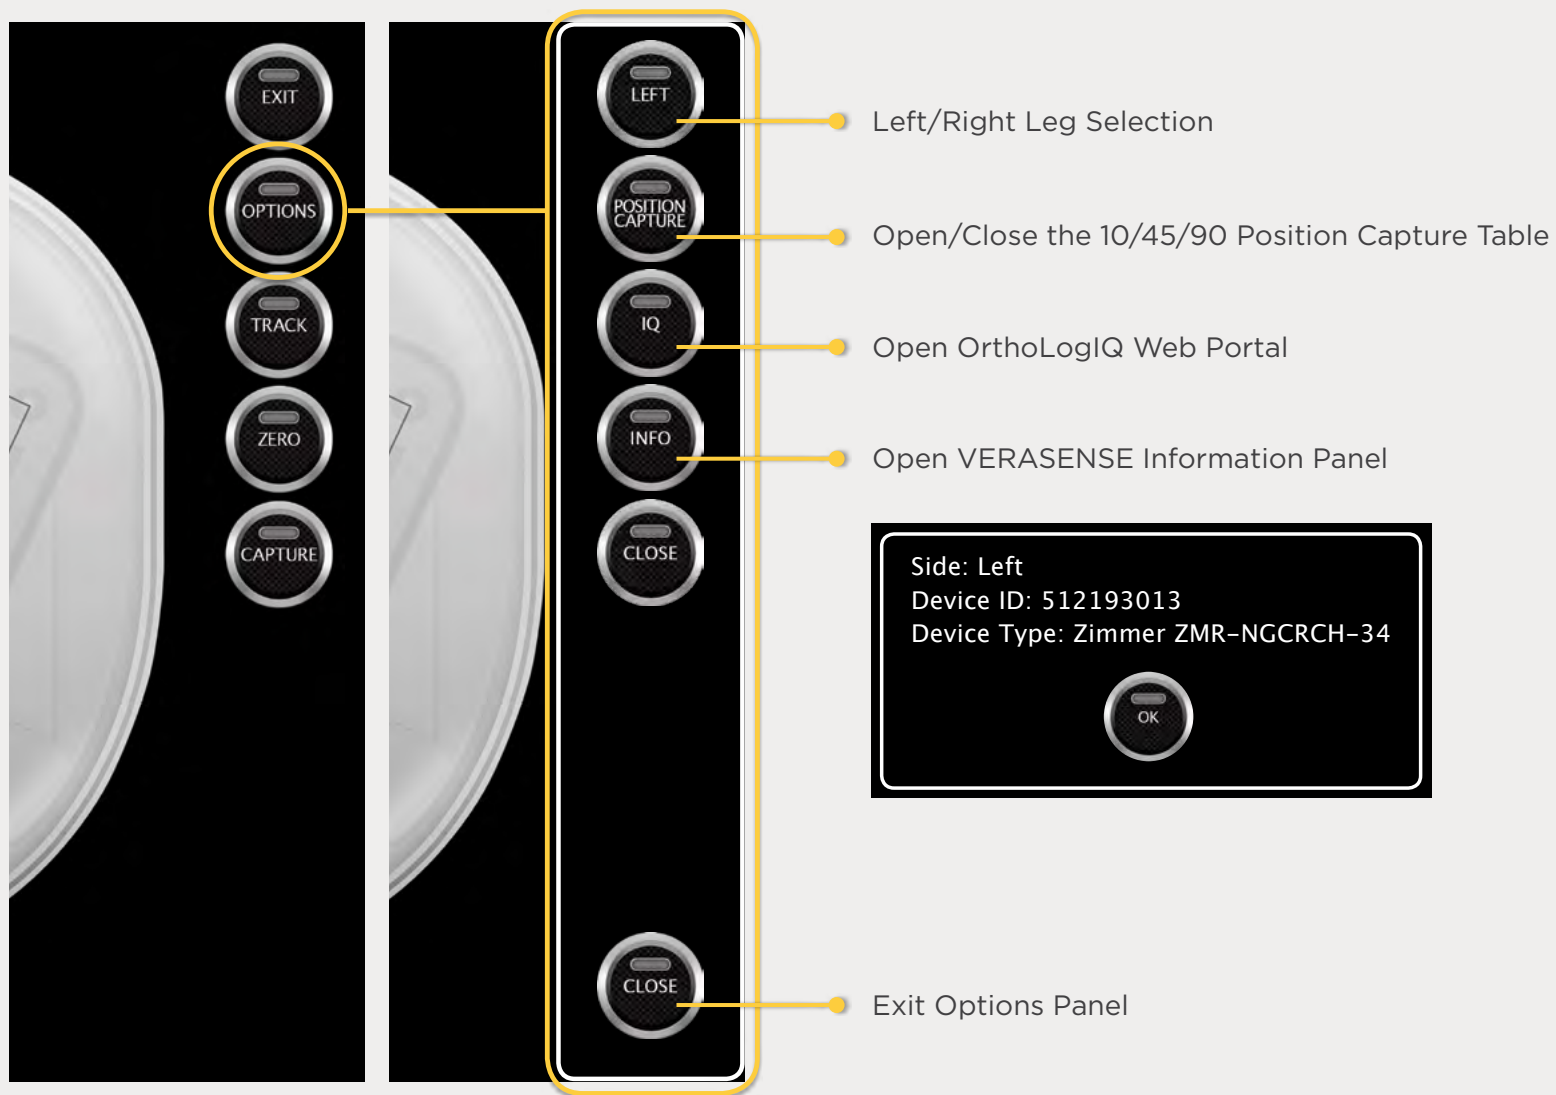 EXIT
OPTIONS
TRACK
ZERO
CAPTURE
LEFT
Left/Right Leg Selection
POSITION
CAPTURE
Open/Close the 10/45/90 Position Capture Table
IQ
Open OrthoLogIQ Web Portal
INFO
Open VERASENSE Information Panel
CLOSE
Side: Left
Device ID: 512193013
Device Type: Zimmer ZMR-NGCRCH-34
OK
CLOSE
Exit Options Panel